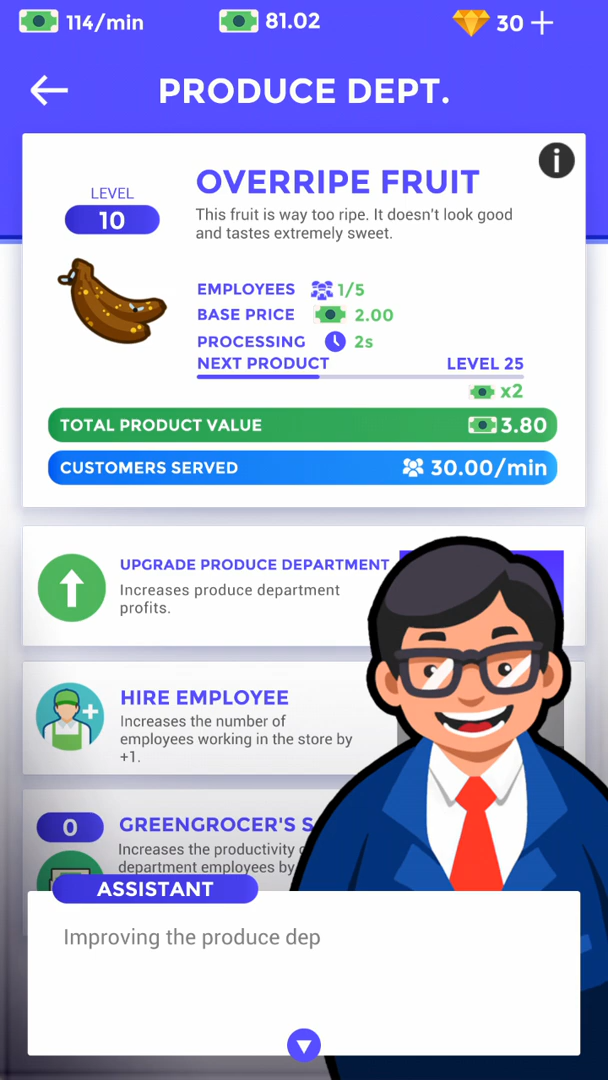 114/min 81.02 30
PRODUCE DEPT.
OVERRIPE FRUIT
LEVEL
10
This fruit is way too ripe. It doesn't look good
and tastes extremely sweet.
EMPLOYEES 1/5
BASE PRICE 2.00
PROCESSING 2s
NEXT PRODUCT LEVEL 25
x2
TOTAL PRODUCT VALUE 3.80
CUSTOMERS SERVED 30.00/min
UPGRADE PRODUCE DEPARTMENT
Increases produce department
profits.
HIRE EMPLOYEE
Increases the number of
employees working in the store by
+1.
0
GREENGROCER'S
Increases the productivity
department employees by
ASSISTANT
Improving the produce dep